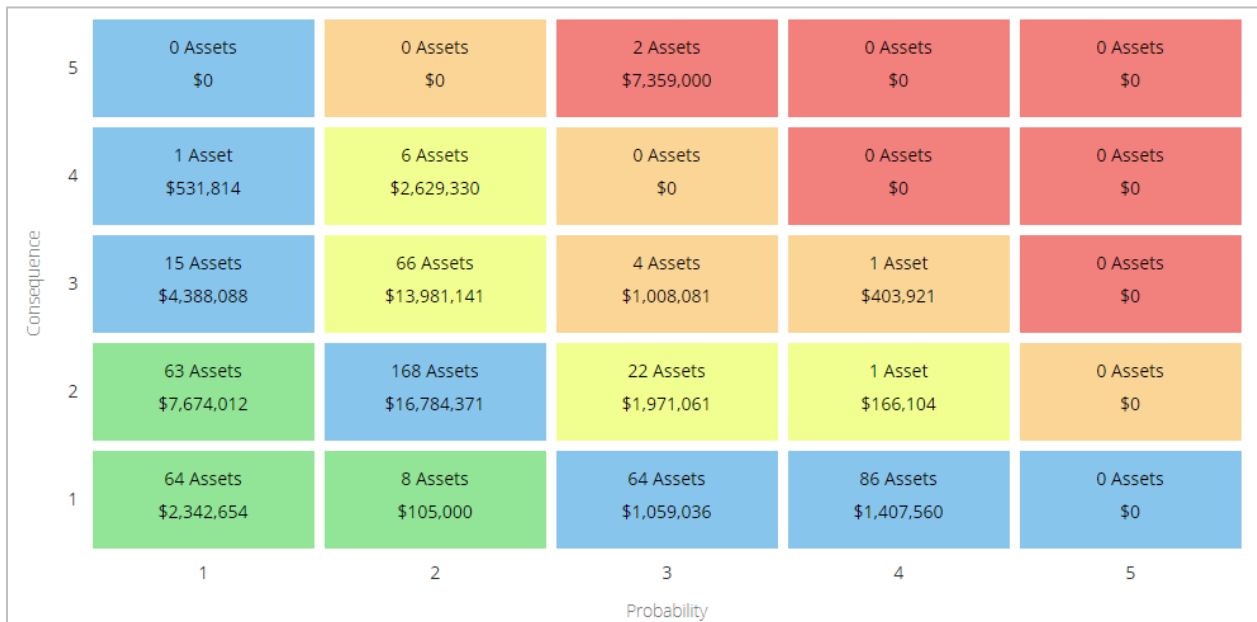 0 Assets
$0
0 Assets
$0
2 Assets
$7,359,000
0 Assets
$0
0 Assets
$0
5
1 Asset
$531,814
6 Assets
$2,629,330
0 Assets
$0
0 Assets
$0
0 Assets
$0
4
15 Assets
$4,388,088
66 Assets
$13,981,141
4 Assets
$1,008,081
1 Asset
$403,921
0 Assets
$0
3
Consequence
63 Assets
$7,674,012
168 Assets
$16,784,371
22 Assets
$1,971,061
1 Asset
$166,104
0 Assets
$0
2
64 Assets
$2,342,654
8 Assets
$105,000
64 Assets
$1,059,036
86 Assets
$1,407,560
0 Assets
$0
1
1
2
3
4
5
Probability